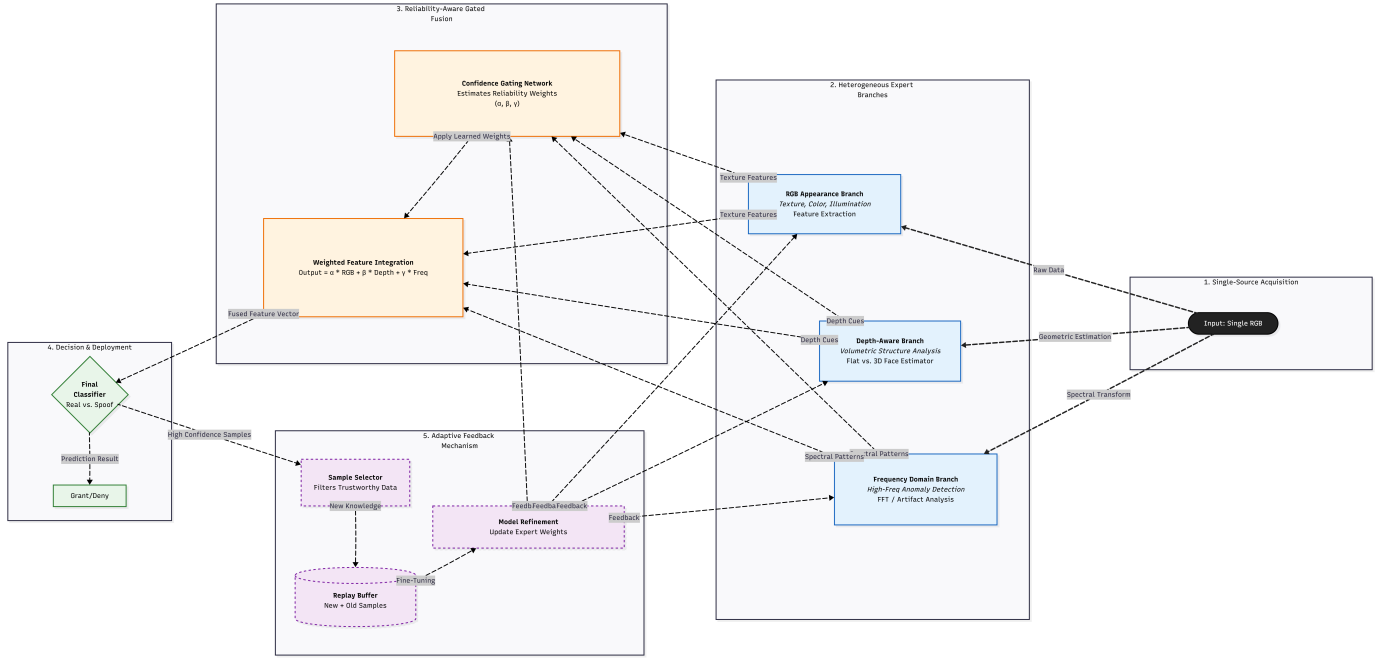 3. Reliability-Aware Gated
Fusion
Confidence Gating Network
Estimates Reliability Weights
(α, β, γ)
Apply Learned Weights
Weighted Feature Integration
Output = α * RGB + β * Depth + γ * Freq
Fused Feature Vector
2. Heterogeneous Expert
Branches
Texture Features
RGB Appearance Branch
Texture, Color, Illumination
Feature Extraction
Texture Features
Depth Cues
Depth Cues
Depth-Aware Branch
Volumetric Structure Analysis
Flat vs. 3D Face Estimator
Spectral Patterns
Patterns
Frequency Domain Branch
High-Freq Anomaly Detection
FFT / Artifact Analysis
1. Single-Source Acquisition
Input: Single RGB
Raw Data
Geometric Estimation
Spectral Transform
4. Decision & Deployment
Final
Classifier
Real vs. Spoof
Prediction Result
Grant/Deny
High Confidence Samples
5. Adaptive Feedback
Mechanism
Sample Selector
Filters Trustworthy Data
New Knowledge
Replay Buffer
New + Old Samples
Fine-Tuning
Feedback
Model Refinement
Update Expert Weights
Feedback